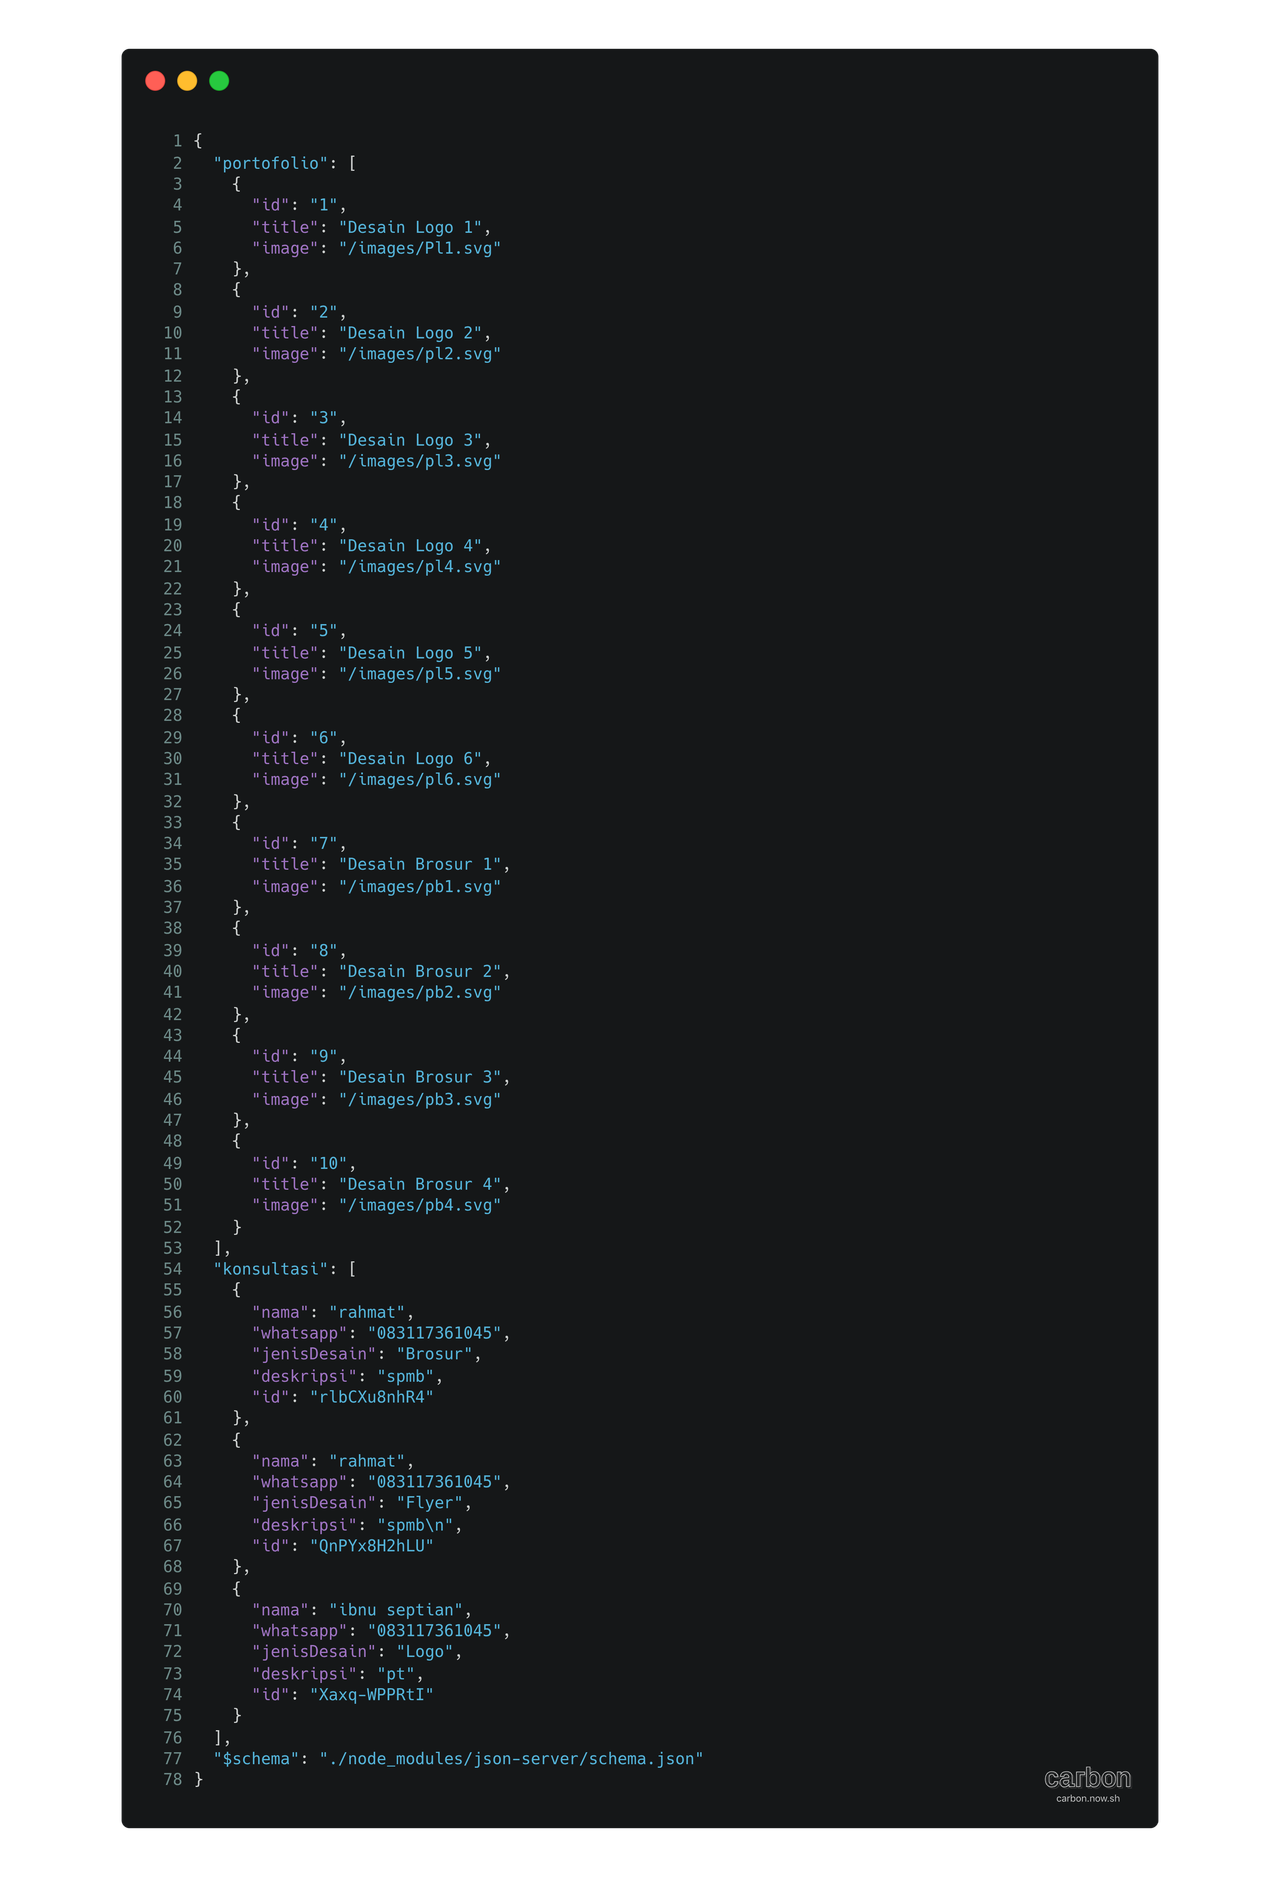 1 {
2   "portofolio": [
3     {
4       "id": "1",
5       "title": "Desain Logo 1",
6       "image": "/images/Pl1.svg"
7     },
8     {
9       "id": "2",
10       "title": "Desain Logo 2",
11       "image": "/images/pl2.svg"
12     },
13     {
14       "id": "3",
15       "title": "Desain Logo 3",
16       "image": "/images/pl3.svg"
17     },
18     {
19       "id": "4",
20       "title": "Desain Logo 4",
21       "image": "/images/pl4.svg"
22     },
23     {
24       "id": "5",
25       "title": "Desain Logo 5",
26       "image": "/images/pl5.svg"
27     },
28     {
29       "id": "6",
30       "title": "Desain Logo 6",
31       "image": "/images/pl6.svg"
32     },
33     {
34       "id": "7",
35       "title": "Desain Brosur 1",
36       "image": "/images/pb1.svg"
37     },
38     {
39       "id": "8",
40       "title": "Desain Brosur 2",
41       "image": "/images/pb2.svg"
42     },
43     {
44       "id": "9",
45       "title": "Desain Brosur 3",
46       "image": "/images/pb3.svg"
47     },
48     {
49       "id": "10",
50       "title": "Desain Brosur 4",
51       "image": "/images/pb4.svg"
52     }
53   ],
54   "konsultasi": [
55     {
56       "nama": "rahmat",
57       "whatsapp": "083117361045",
58       "jenisDesain": "Brosur",
59       "deskripsi": "spmb",
60       "id": "rlbCXu8nhR4"
61     },
62     {
63       "nama": "rahmat",
64       "whatsapp": "083117361045",
65       "jenisDesain": "Flyer",
66       "deskripsi": "spmb\n",
67       "id": "QnPYx8H2hLU"
68     },
69     {
70       "nama": "ibnu septian",
71       "whatsapp": "083117361045",
72       "jenisDesain": "Logo",
73       "deskripsi": "pt",
74       "id": "Xaxq-WPPRtI"
75     }
76   ],
77   "$schema": "./node_modules/json-server/schema.json"
78 }
carbon
carbon.now.sh